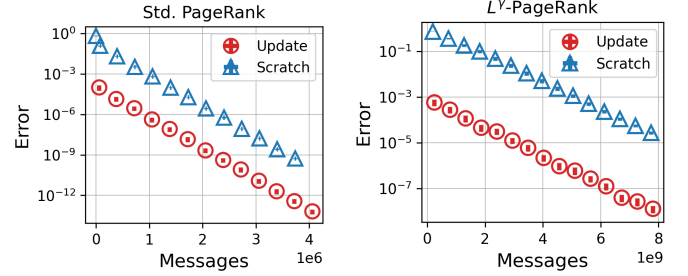 Std. PageRank
10⁰
10⁻³
10⁻⁶
10⁻⁹
10⁻¹²
Error
Update
Scratch
0 1 2 3 4
1e6
Messages
Lᵞ-PageRank
10⁻¹
10⁻³
10⁻⁵
10⁻⁷
Error
Update
Scratch
0 2 4 6 8
1e9
Messages